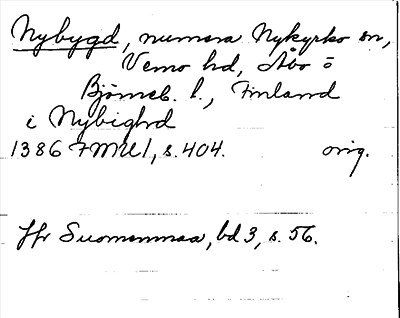 Nybygd, numera Nykyrko sn,
Vemo hd, Åbo o
Björneb. l., Finland
i Nybighd
1386 FMU 1, s. 404. orig.
Jfr Suomenmaa, bd 3, s. 56.